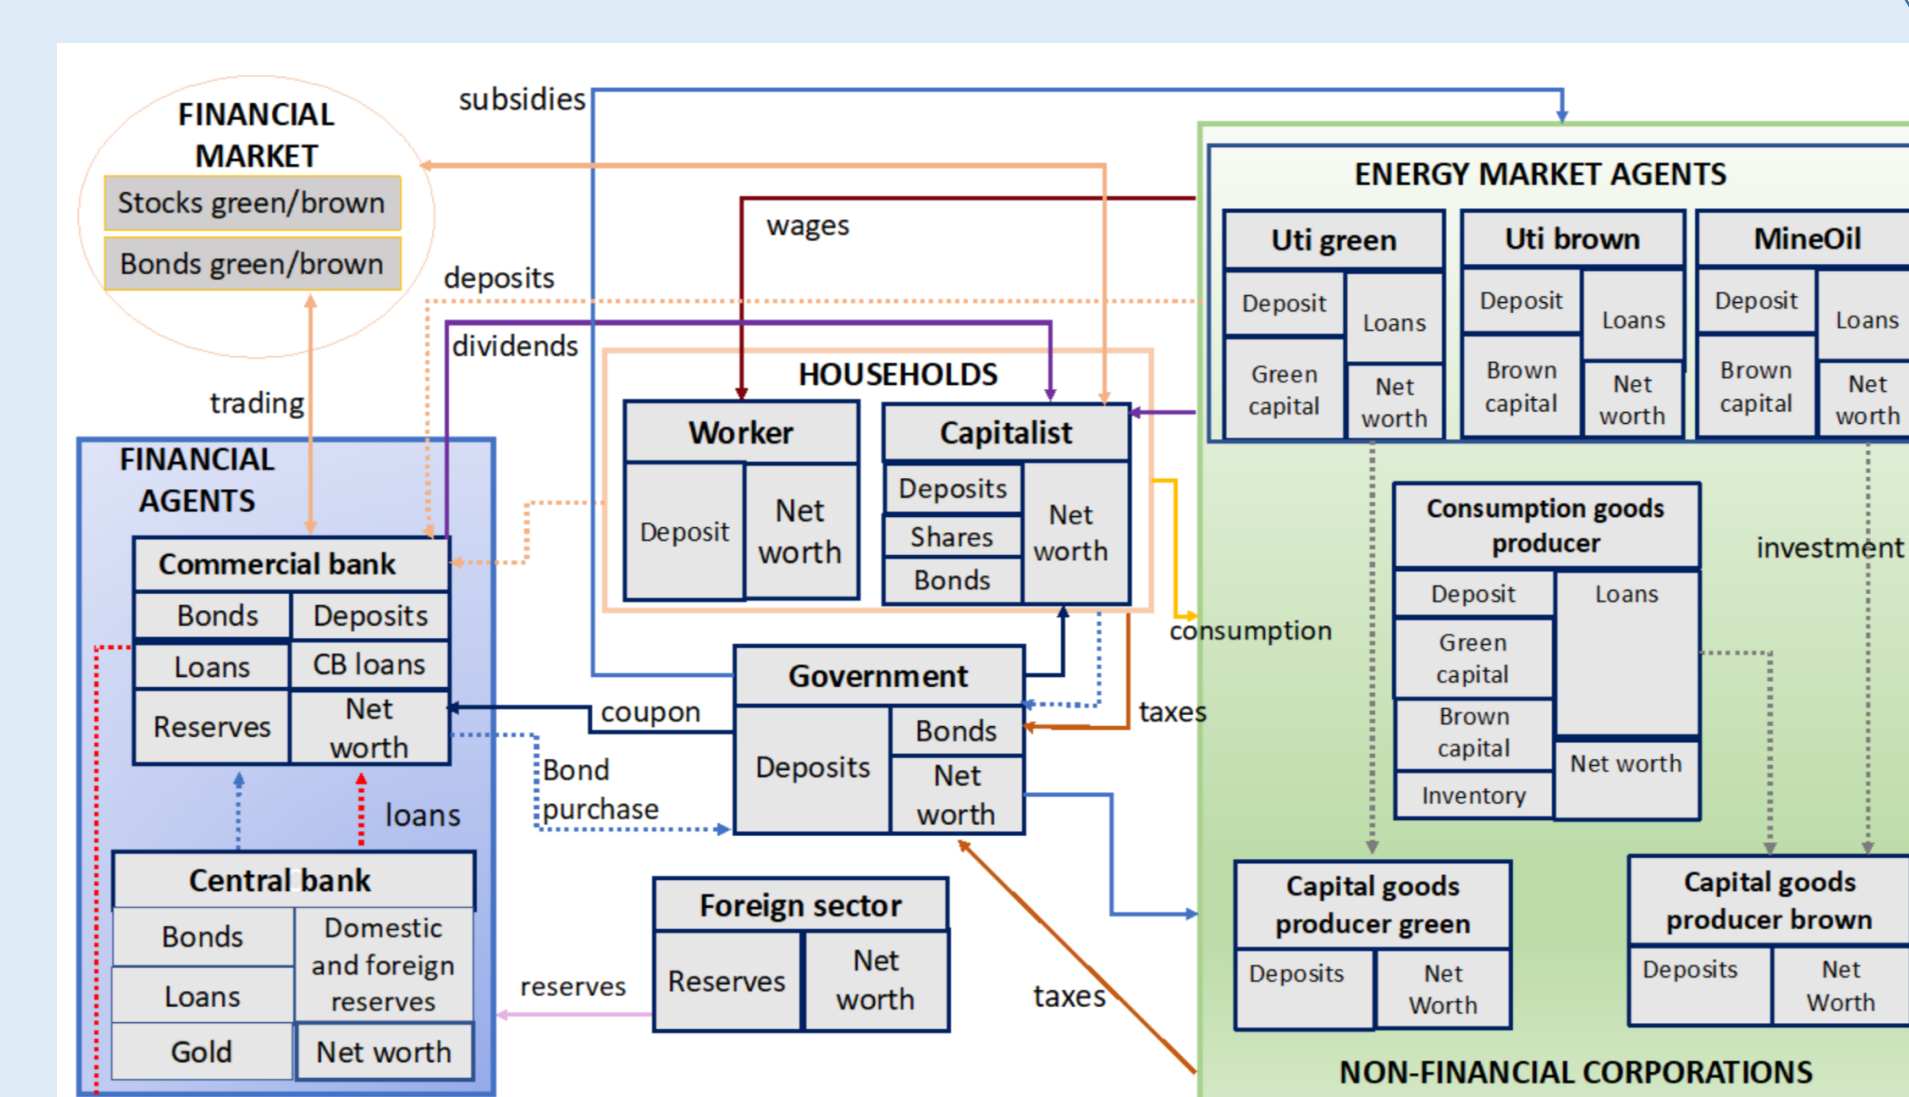 FINANCIAL
MARKET
Stocks green/brown
Bonds green/brown
subsidies
wages
deposits
dividends
trading
ENERGY MARKET AGENTS
Uti green
Deposit
Loans
Green
capital
Net
worth
Uti brown
Deposit
Loans
Brown
capital
Net
worth
MineOil
Deposit
Loans
Brown
capital
Net
worth
HOUSEHOLDS
Worker
Deposit
Net
worth
Capitalist
Deposits
Shares
Bonds
Net
worth
FINANCIAL
AGENTS
Commercial bank
Bonds
Deposits
Loans
CB loans
Reserves
Net
worth
loans
Central bank
Bonds
Loans
Gold
Domestic
and foreign
reserves
Net worth
consumption
Government
Deposits
Bonds
Net
worth
coupon
taxes
Bond
purchase
Foreign sector
Reserves
Net
worth
reserves
taxes
Consumption goods
producer
Deposit
Green
capital
Brown
capital
Inventory
Loans
Net worth
investment
Capital goods
producer green
Deposits
Net
Worth
Capital goods
producer brown
Deposits
Net
Worth
NON-FINANCIAL CORPORATIONS